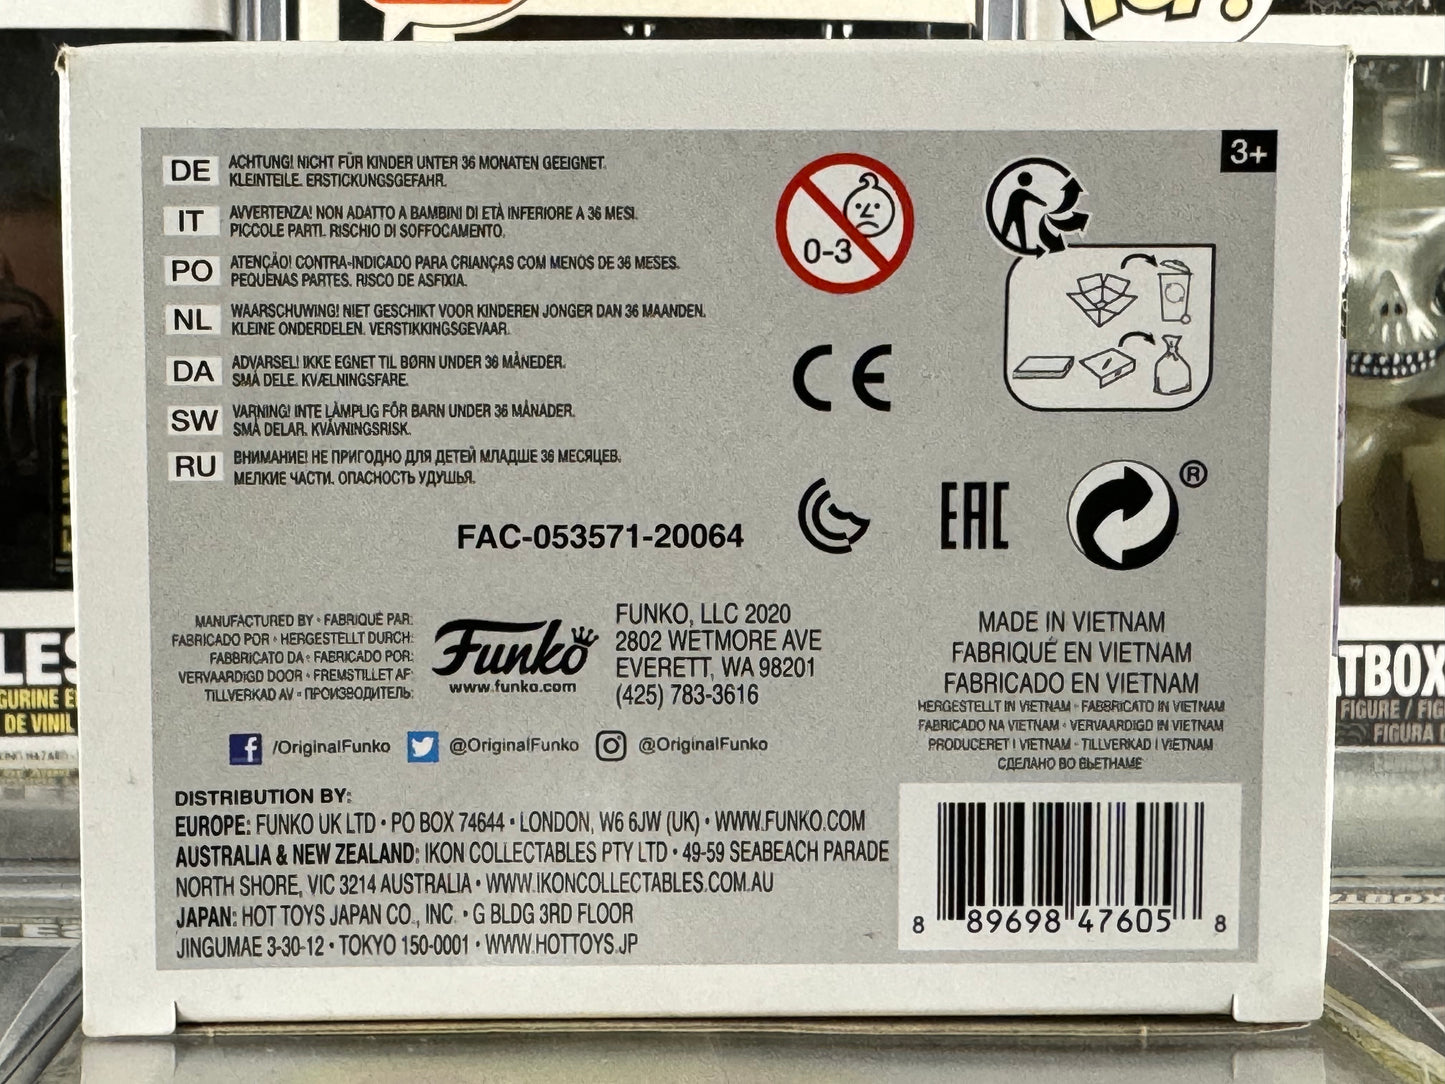 3+
DE ACHTUNG! NICHT FÜR KINDER UNTER 36 MONATEN GEEIGNET.
KLEINTEILE. ERSTICKUNGSGEFAHR.
IT AVVERTENZA! NON ADATTO A BAMBINI DI ETÀ INFERIORE A 36 MESI.
PICCOLE PARTI. RISCHIO DI SOFFOCAMENTO.
PO ATENÇÃO! CONTRA-INDICADO PARA CRIANÇAS COM MENOS DE 36 MESES.
PEQUENAS PARTES. RISCO DE ASFIXIA.
NL WAARSCHUWING! NIET GESCHIKT VOOR KINDEREN JONGER DAN 36 MAANDEN.
KLEINE ONDERDELEN. VERSTIKKINGSGEVAAR.
DA ADVARSEL! IKKE EGNET TIL BØRN UNDER 36 MÅNEDER.
SMÅ DELE. KVÆLNINGSFARE.
SW VARNING! INTE LÄMPLIG FÖR BARN UNDER 36 MÅNADER.
SMÅ DELAR. KVÄVNINGSRISK.
RU ВНИМАНИЕ! НЕ ПРИГОДНО ДЛЯ ДЕТЕЙ МЛАДШЕ 36 МЕСЯЦЕВ.
МЕЛКИЕ ЧАСТИ. ОПАСНОСТЬ УДУШЬЯ.
0-3
CE
FAC-053571-20064
EAC
®
MANUFACTURED BY • FABRIQUÉ PAR:
FABRICADO POR • HERGESTELLT DURCH:
FABBRICATO DA • FABRICADO POR:
VERVAARDIGD DOOR • FREMSTILLET AF:
TILLVERKAD AV • ПРОИЗВОДИТЕЛЬ:
Funko
www.funko.com
FUNKO, LLC 2020
2802 WETMORE AVE
EVERETT, WA 98201
(425) 783-3616
MADE IN VIETNAM
FABRIQUÉ EN VIETNAM
FABRICADO EN VIETNAM
HERGESTELLT IN VIETNAM • FABBRICATO IN VIETNAM
FABRICADO NA VIETNAM • VERVAARDIGD IN VIETNAM
PRODUCERET I VIETNAM • TILLVERKAD I VIETNAM
СДЕЛАНО ВО ВЬЕТНАМЕ
/OriginalFunko @OriginalFunko @OriginalFunko
DISTRIBUTION BY:
EUROPE: FUNKO UK LTD • PO BOX 74644 • LONDON, W6 6JW (UK) • WWW.FUNKO.COM
AUSTRALIA & NEW ZEALAND: IKON COLLECTABLES PTY LTD • 49-59 SEABEACH PARADE
NORTH SHORE, VIC 3214 AUSTRALIA • WWW.IKONCOLLECTABLES.COM.AU
JAPAN: HOT TOYS JAPAN CO., INC. • G BLDG 3RD FLOOR
JINGUMAE 3-30-12 • TOKYO 150-0001 • WWW.HOTTOYS.JP
8 89698 47605 8
LES
GURINE E
DE VINIL
ATBOX
FIGURE / FIG
FIGURA